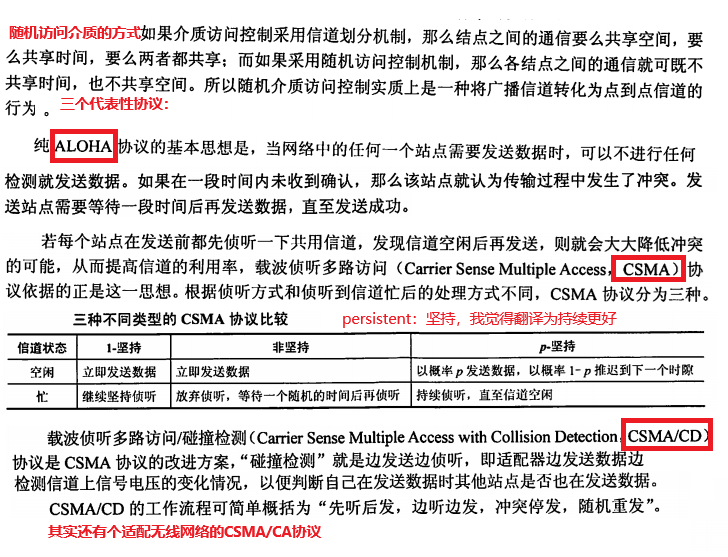 随机访问介质的方式如果介质访问控制采用信道划分机制，那么结点之间的通信要么共享空间，要
么共享时间，要么两者都共享；而如果采用随机访问控制机制，那么各结点之间的通信就可既不
共享时间，也不共享空间。所以随机介质访问控制实质上是一种将广播信道转化为点到点信道的
行为 。三个代表性协议：
纯 ALOHA 协议的基本思想是，当网络中的任何一个站点需要发送数据时，可以不进行任何
检测就发送数据。如果在一段时间内未收到确认，那么该站点就认为传输过程中发生了冲突。发
送站点需要等待一段时间后再发送数据，直至发送成功。
若每个站点在发送前都先侦听一下共用信道，发现信道空闲后再发送，则就会大大降低冲突
的可能，从而提高信道的利用率，载波侦听多路访问（Carrier Sense Multiple Access，CSMA）协
议依据的正是这一思想。根据侦听方式和侦听到信道忙后的处理方式不同，CSMA 协议分为三种。
三种不同类型的 CSMA 协议比较 persistent：坚持，我觉得翻译为持续更好
信道状态 1-坚持 非坚持 p-坚持
空闲 立即发送数据 立即发送数据 以概率 p 发送数据，以概率 1- p 推迟到下一个时隙
忙 继续坚持侦听 放弃侦听，等待一个随机的时间后再侦听 持续侦听，直至信道空闲
载波侦听多路访问/碰撞检测（Carrier Sense Multiple Access with Collision Detection，CSMA/CD）
协议是 CSMA 协议的改进方案，“碰撞检测”就是边发送边侦听，即适配器边发送数据边
检测信道上信号电压的变化情况，以便判断自己在发送数据时其他站点是否也在发送数据。
CSMA/CD 的工作流程可简单概括为“先听后发，边听边发，冲突停发，随机重发”。
其实还有个适配无线网络的CSMA/CA协议